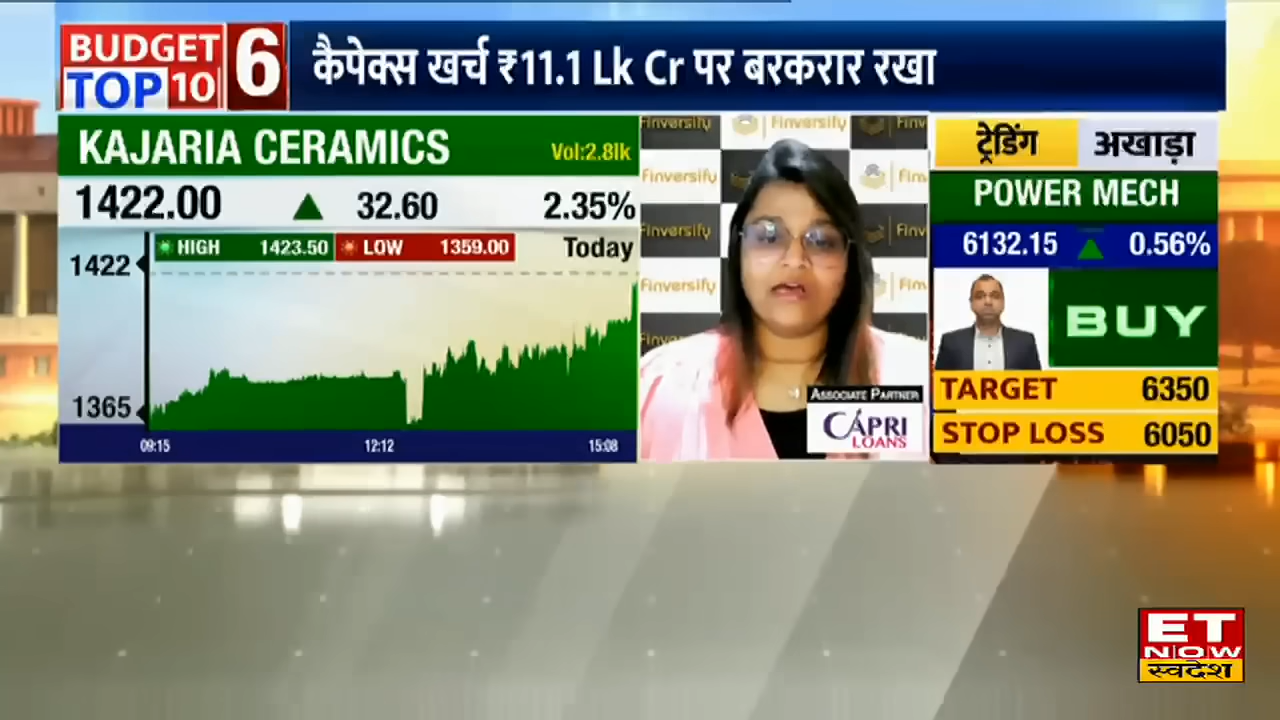 BUDGET
TOP 10
6
कैपेक्स खर्च ₹11.1 Lk Cr पर बरकरार रखा
KAJARIA CERAMICS
Vol:2.8lk
1422.00 ▲ 32.60 2.35%
HIGH 1423.50 LOW 1359.00 Today
1422
1365
09:15 12:12 15:08
Finversify
Finversify
Finversify
Finversify
ASSOCIATE PARTNER
CAPRI
LOANS
ट्रेडिंग अखाड़ा
POWER MECH
6132.15 ▲ 0.56%
BUY
TARGET 6350
STOP LOSS 6050
ET
NOW
स्वदेश